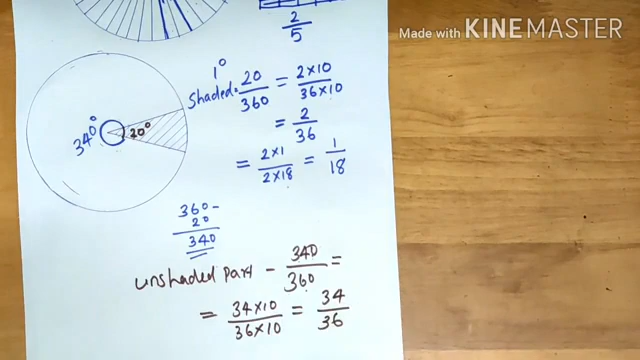 Made with KINEMASTER
2/5
1°
Shaded = 20/360 = 2×10/36×10
= 2/36
= 2×1/2×18 = 1/18
340°
20°
360-
20
340
unshaded part - 340/360 =
= 34×10/36×10 = 34/36